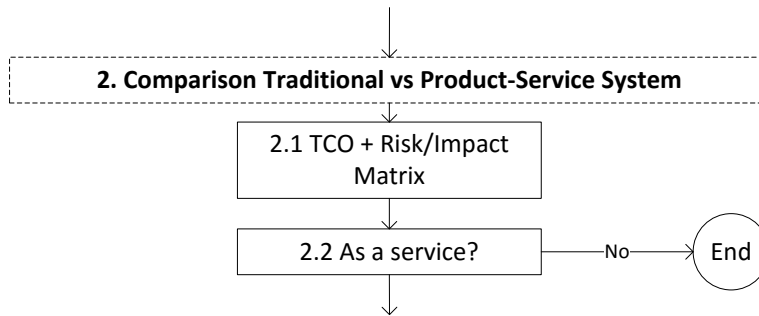 2. Comparison Traditional vs Product-Service System
2.1 TCO + Risk/Impact
Matrix
2.2 As a service?
No
End